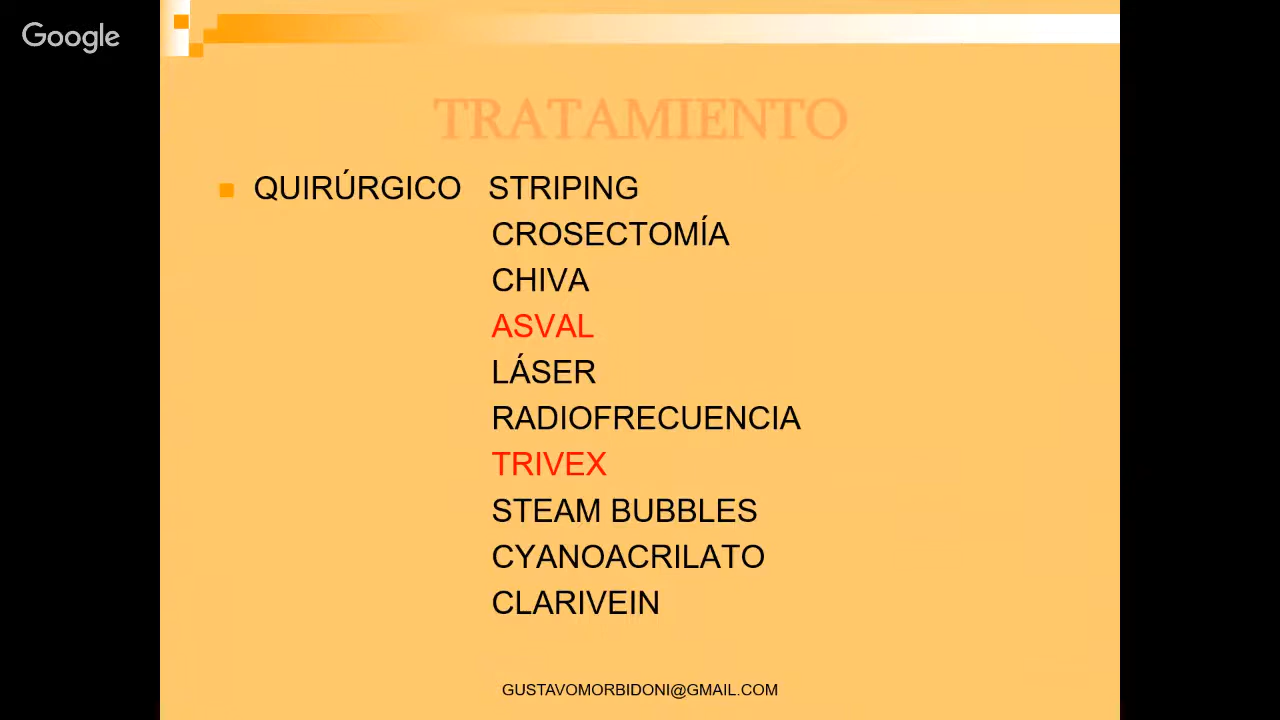 Google
TRATAMIENTO
QUIRÚRGICO STRIPING
CROSECTOMÍA
CHIVA
ASVAL
LÁSER
RADIOFRECUENCIA
TRIVEX
STEAM BUBBLES
CYANOACRILATO
CLARIVEIN
GUSTAVOMORBIDONI@GMAIL.COM